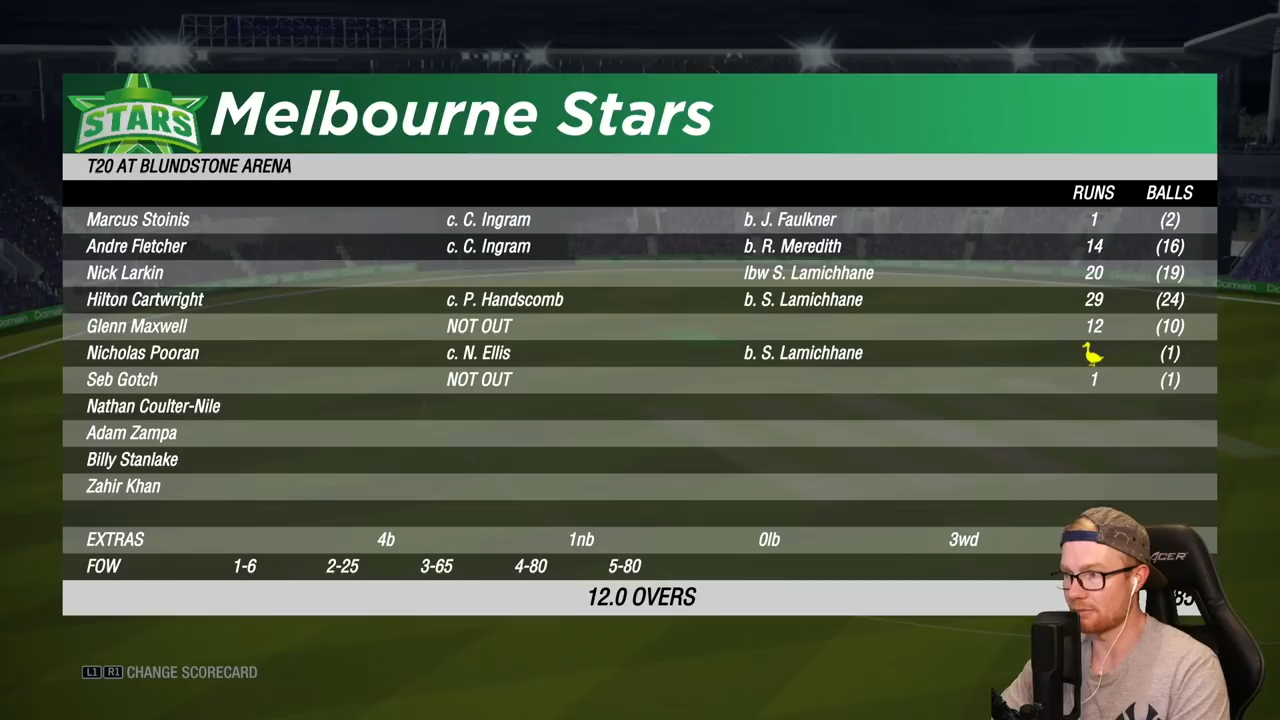 STARS
Melbourne Stars
T20 AT BLUNDSTONE ARENA
RUNS BALLS
Marcus Stoinis c. C. Ingram b. J. Faulkner 1 (2)
Andre Fletcher c. C. Ingram b. R. Meredith 14 (16)
Nick Larkin lbw S. Lamichhane 20 (19)
Hilton Cartwright c. P. Handscomb b. S. Lamichhane 29 (24)
Glenn Maxwell NOT OUT 12 (10)
Nicholas Pooran c. N. Ellis b. S. Lamichhane (1)
Seb Gotch NOT OUT 1 (1)
Nathan Coulter-Nile
Adam Zampa
Billy Stanlake
Zahir Khan
EXTRAS 4b 1nb 0lb 3wd
FOW 1-6 2-25 3-65 4-80 5-80
12.0 OVERS
L1 R1 CHANGE SCORECARD